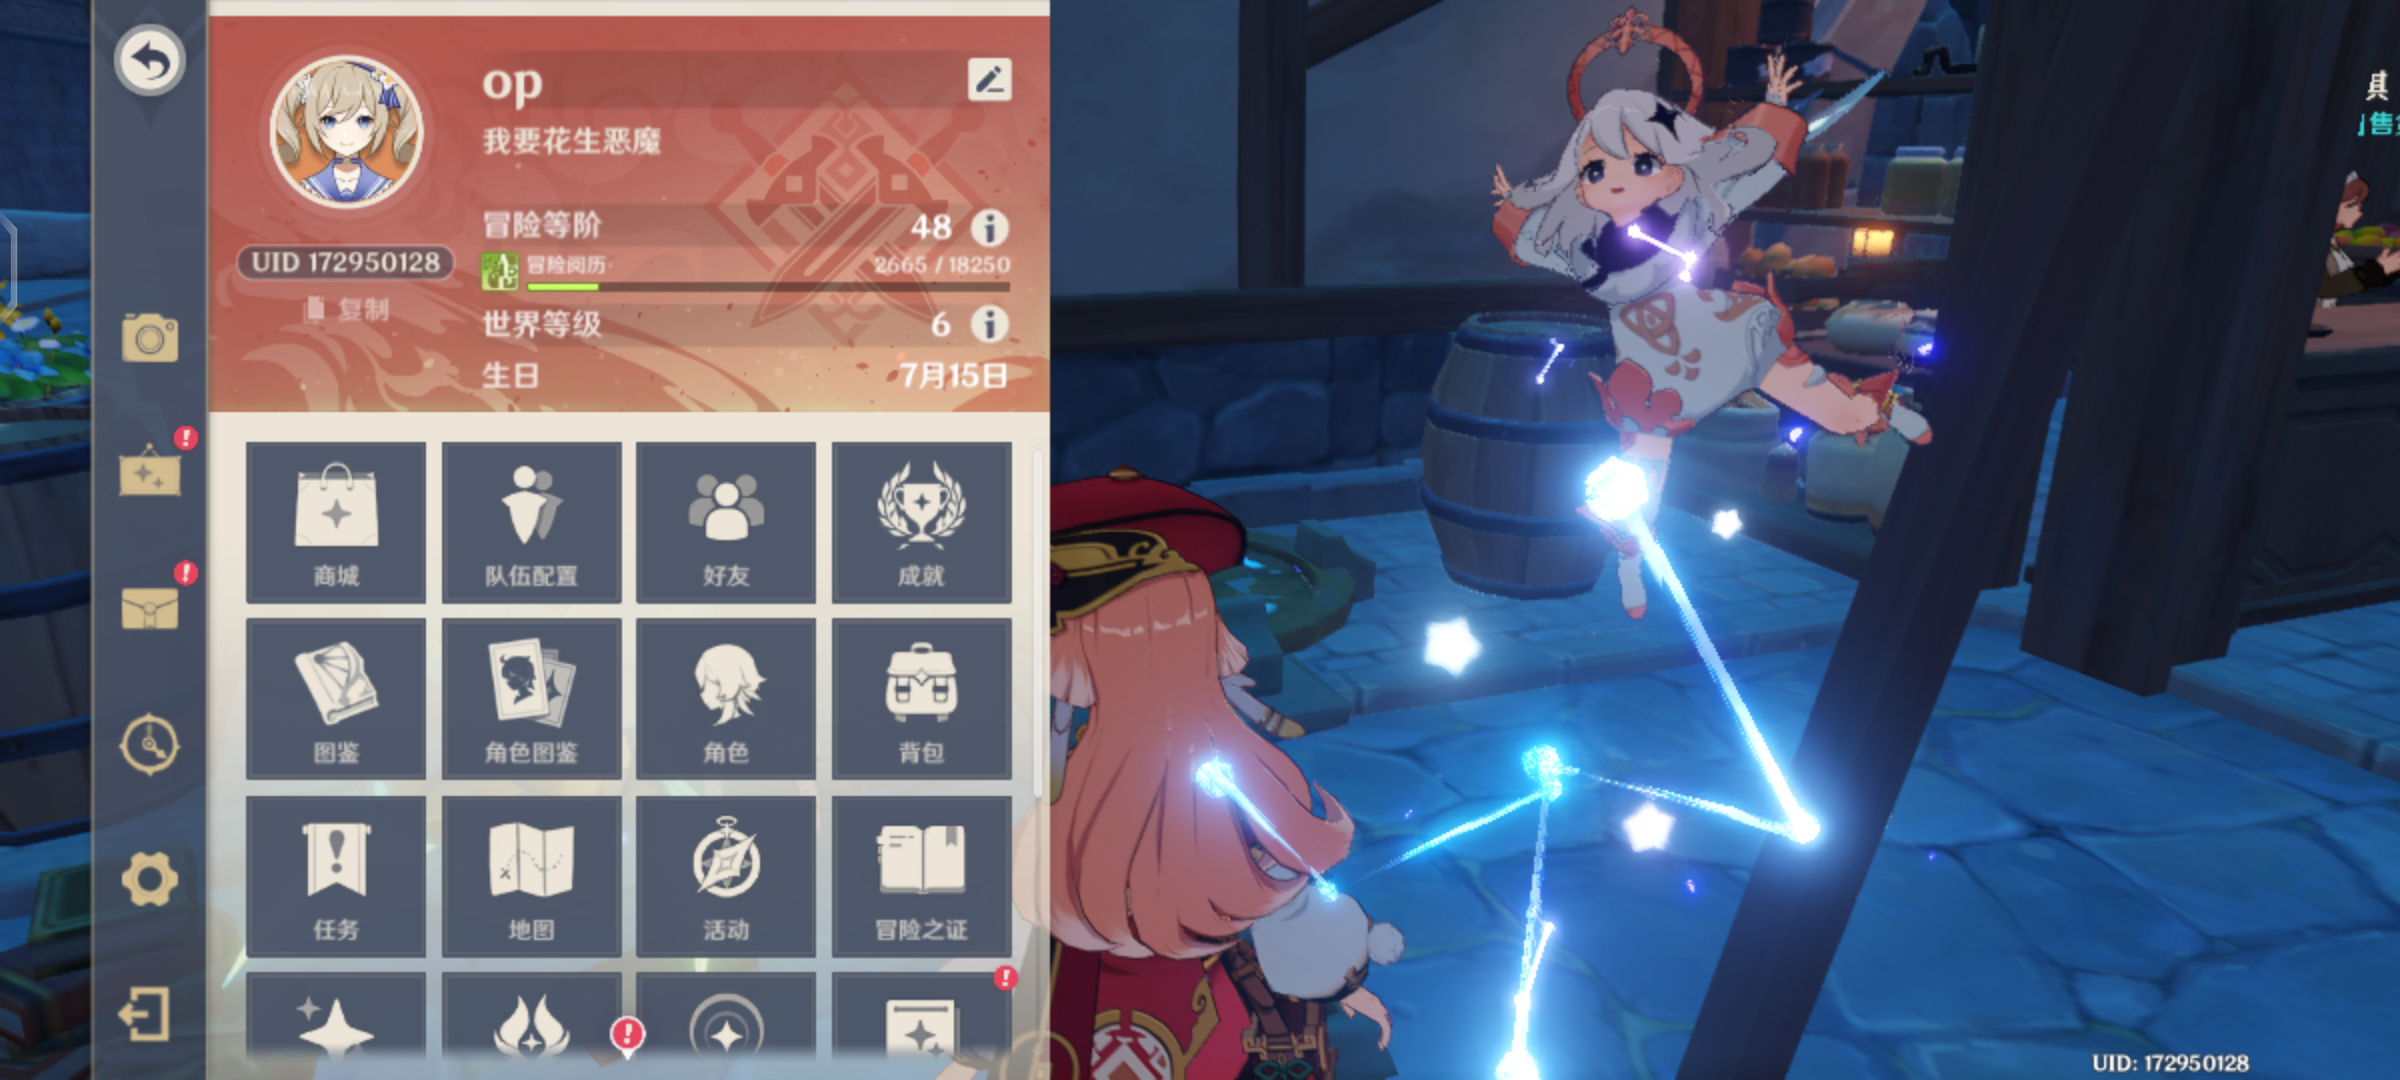 op
我要花生恶魔
冒险等阶 48
冒险阅历 2665 / 18250
世界等级 6
生日 7月15日
UID 172950128
复制
商城 队伍配置 好友 成就
图鉴 角色图鉴 角色 背包
任务 地图 活动 冒险之证
具
售
UID: 172950128